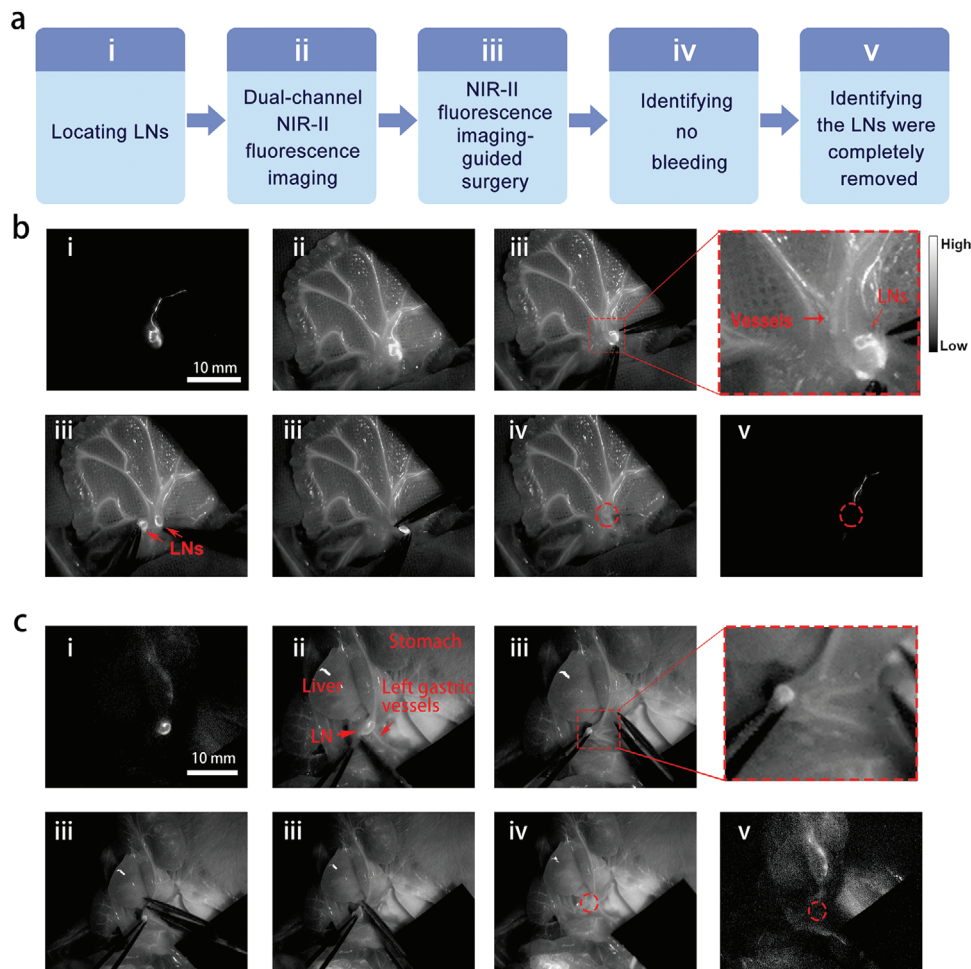 a
i
Locating LNs
ii
Dual-channel
NIR-II
fluorescence
imaging
iii
NIR-II
fluorescence
imaging-
guided
surgery
iv
Identifying
no
bleeding
v
Identifying
the LNs were
completely
removed
b
i
10 mm
ii
iii
Vessels
LNs
High
Low
iii
LNs
iii
iv
v
c
i
10 mm
ii
Stomach
Liver
Left gastric
vessels
LN
iii
iii
iii
iv
v